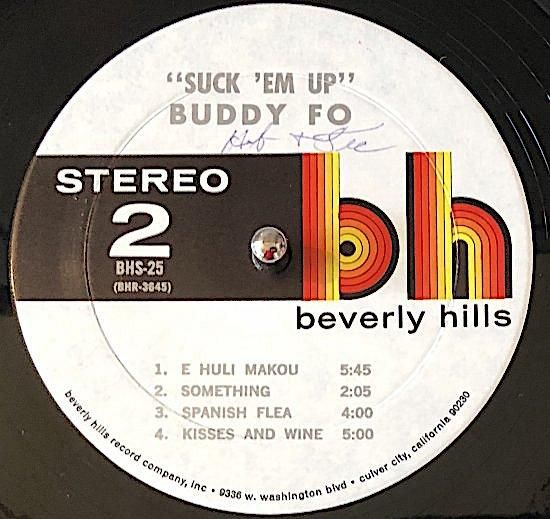 "SUCK 'EM UP"
BUDDY FO
STEREO
2
BHS-25
(BHR-3645)
bh
beverly hills
1. E HULI MAKOU 5:45
2. SOMETHING 2:05
3. SPANISH FLEA 4:00
4. KISSES AND WINE 5:00
beverly hills record company, inc • 9336 w. washington blvd • culver city, california 90230